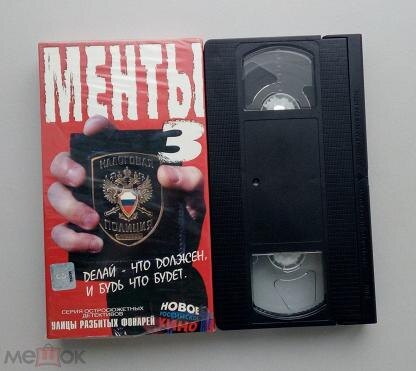 МЕНТЫ
3
НАЛОГОВАЯ
ПОЛИЦИЯ
ДЕЛАЙ - ЧТО ДОЛЖЕН,
И БУДЬ ЧТО БУДЕТ.
СЕРИЯ ОСТРОСЮЖЕТНЫХ
ДЕТЕКТИВОВ
УЛИЦЫ РАЗБИТЫХ ФОНАРЕЙ
НОВОЕ
РОССИЙСКОЕ
КИНО
МешОк